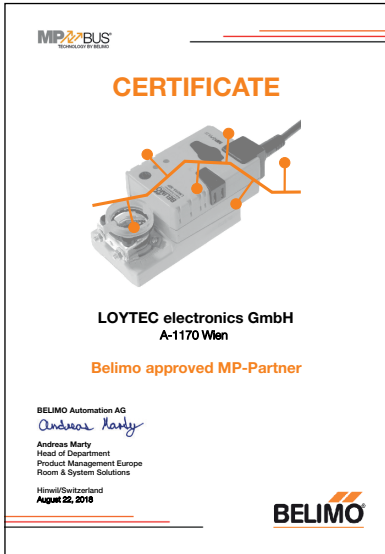 MP BUS®
TECHNOLOGY BY BELIMO
CERTIFICATE
BELIMO
LOYTEC electronics GmbH
A-1170 Wien
Belimo approved MP-Partner
BELIMO Automation AG
Andreas Marty
Andreas Marty
Head of Department
Product Management Europe
Room & System Solutions
Hinwil/Switzerland
August 22, 2018
BELIMO®